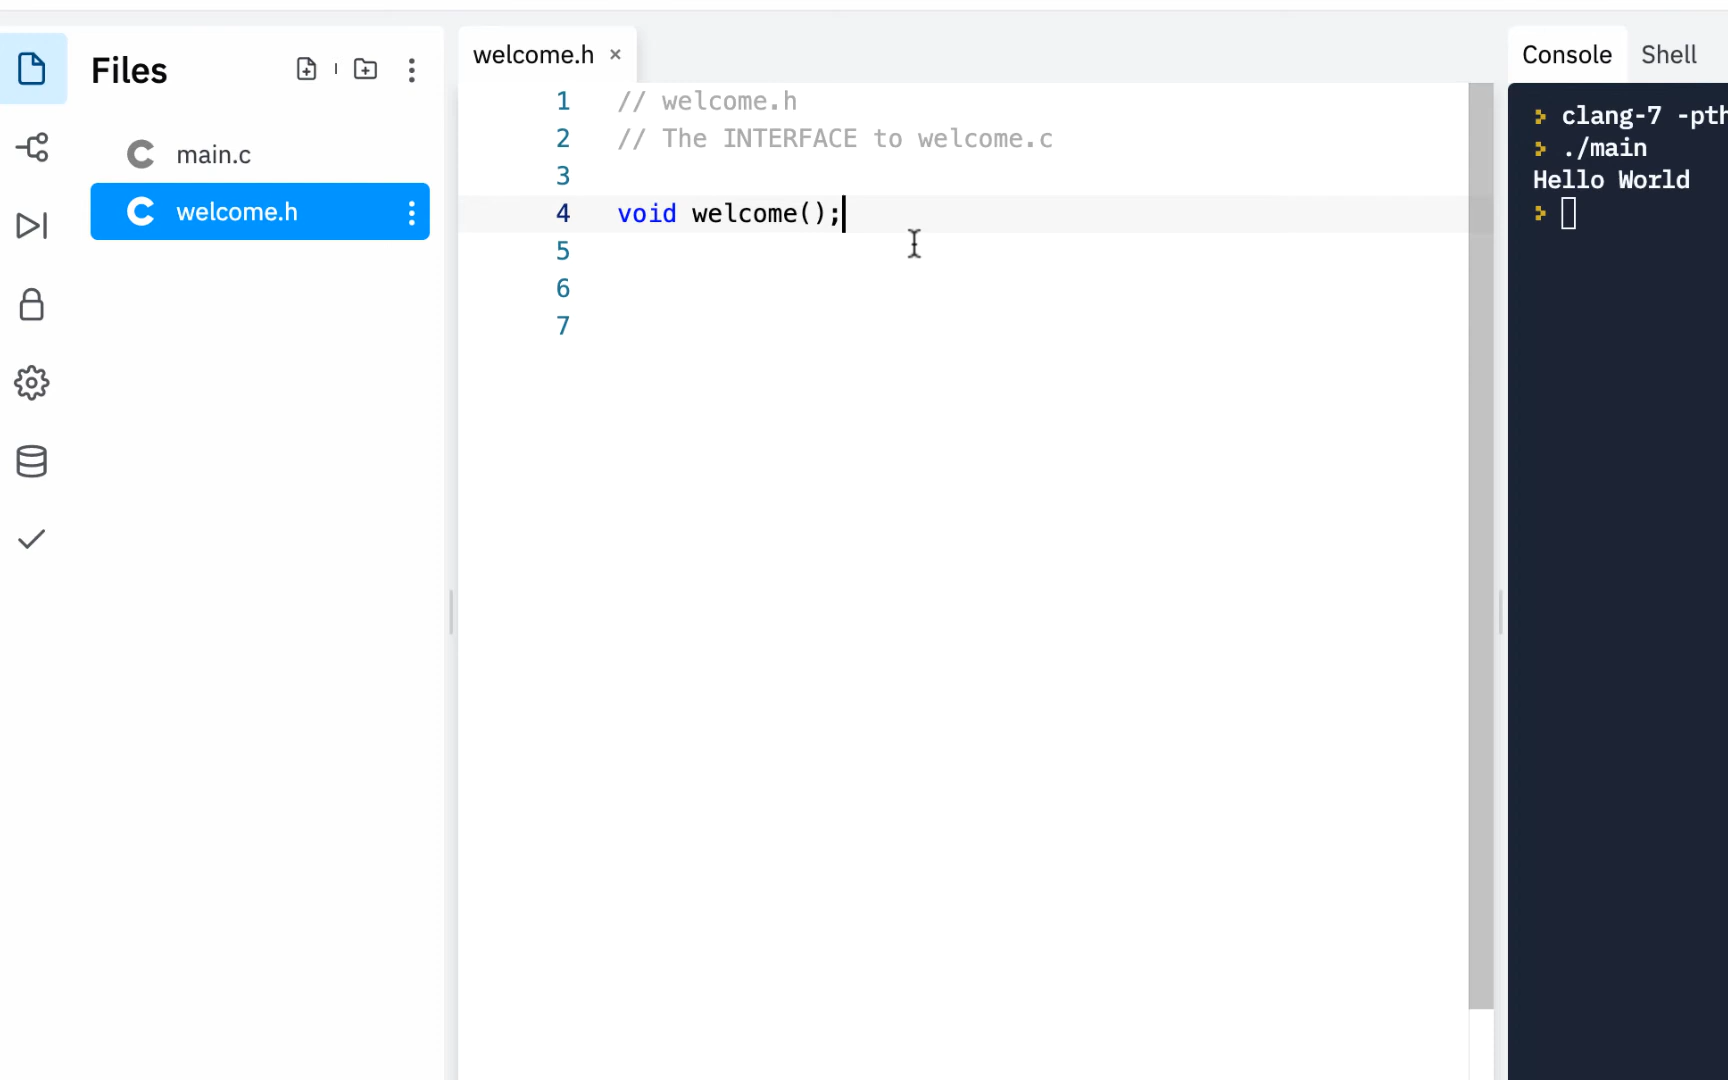 Files
main.c
welcome.h
welcome.h ×
1 // welcome.h
2 // The INTERFACE to welcome.c
3
4 void welcome();
5
6
7
Console Shell
clang-7 -pth
./main
Hello World